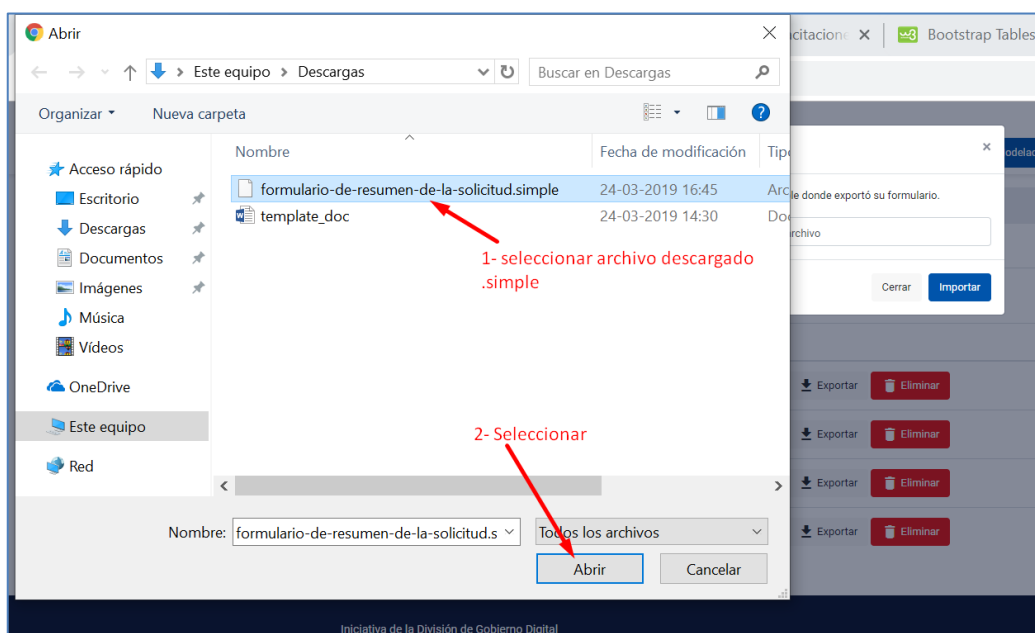 Abrir
citacione
Bootstrap Tables
Este equipo
Descargas
Buscar en Descargas
Organizar
Nueva carpeta
Nombre
Fecha de modificación
Tipo
Acceso rápido
Escritorio
Descargas
Documentos
Imágenes
Música
Vídeos
OneDrive
Este equipo
Red
formulario-de-resumen-de-la-solicitud.simple
24-03-2019 16:45
Arc
template_doc
24-03-2019 14:30
Doc
1- seleccionar archivo descargado
.simple
2- Seleccionar
odelac
le donde exportó su formulario.
rchivo
Cerrar
Importar
Exportar
Eliminar
Exportar
Eliminar
Exportar
Eliminar
Exportar
Eliminar
Nombre:
formulario-de-resumen-de-la-solicitud.s
Todos los archivos
Abrir
Cancelar
Iniciativa de la División de Gobierno Digital